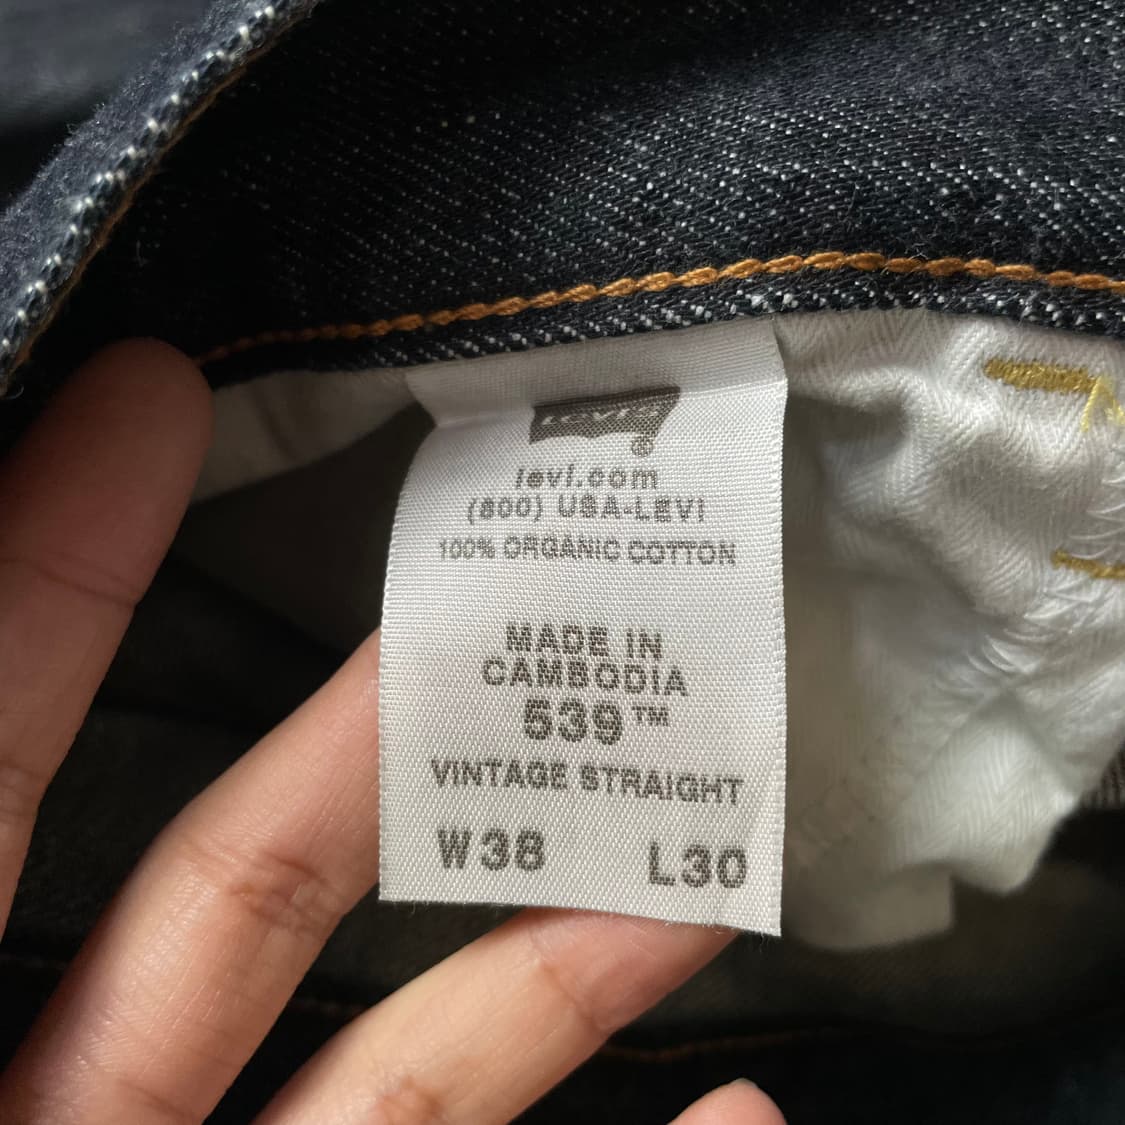 LEVI'S
®
levi.com
(800) USA-LEVI
100% ORGANIC COTTON
MADE IN
CAMBODIA
539™
VINTAGE STRAIGHT
W38 L30